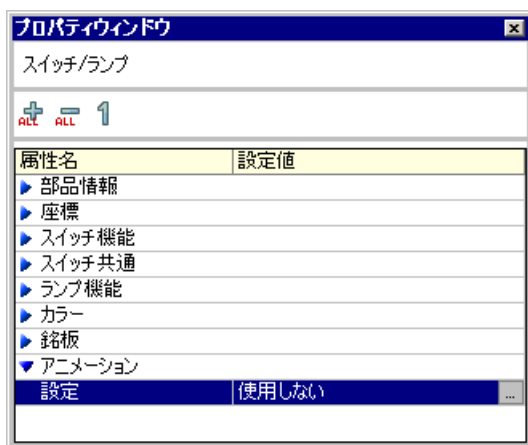 プロパティウィンドウ
スイッチ/ランプ
ALL ALL 1
属性名 設定値
部品情報
座標
スイッチ機能
スイッチ共通
ランプ機能
カラー
銘板
アニメーション
設定 使用しない ...